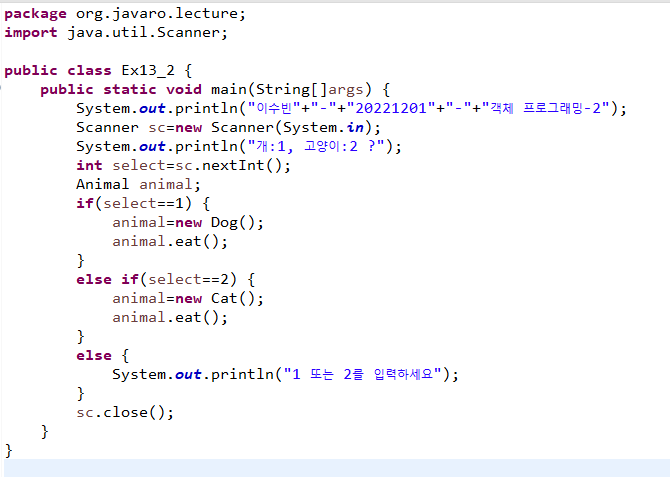 package org.javaro.lecture;
import java.util.Scanner;
public class Ex13_2 {
public static void main(String[]args) {
System.out.println("이수빈"+"-"+"20221201"+"-"+"객체 프로그래밍-2");
Scanner sc=new Scanner(System.in);
System.out.println("개:1, 고양이:2 ?");
int select=sc.nextInt();
Animal animal;
if(select==1) {
animal=new Dog();
animal.eat();
}
else if(select==2) {
animal=new Cat();
animal.eat();
}
else {
System.out.println("1 또는 2를 입력하세요");
}
sc.close();
}
}